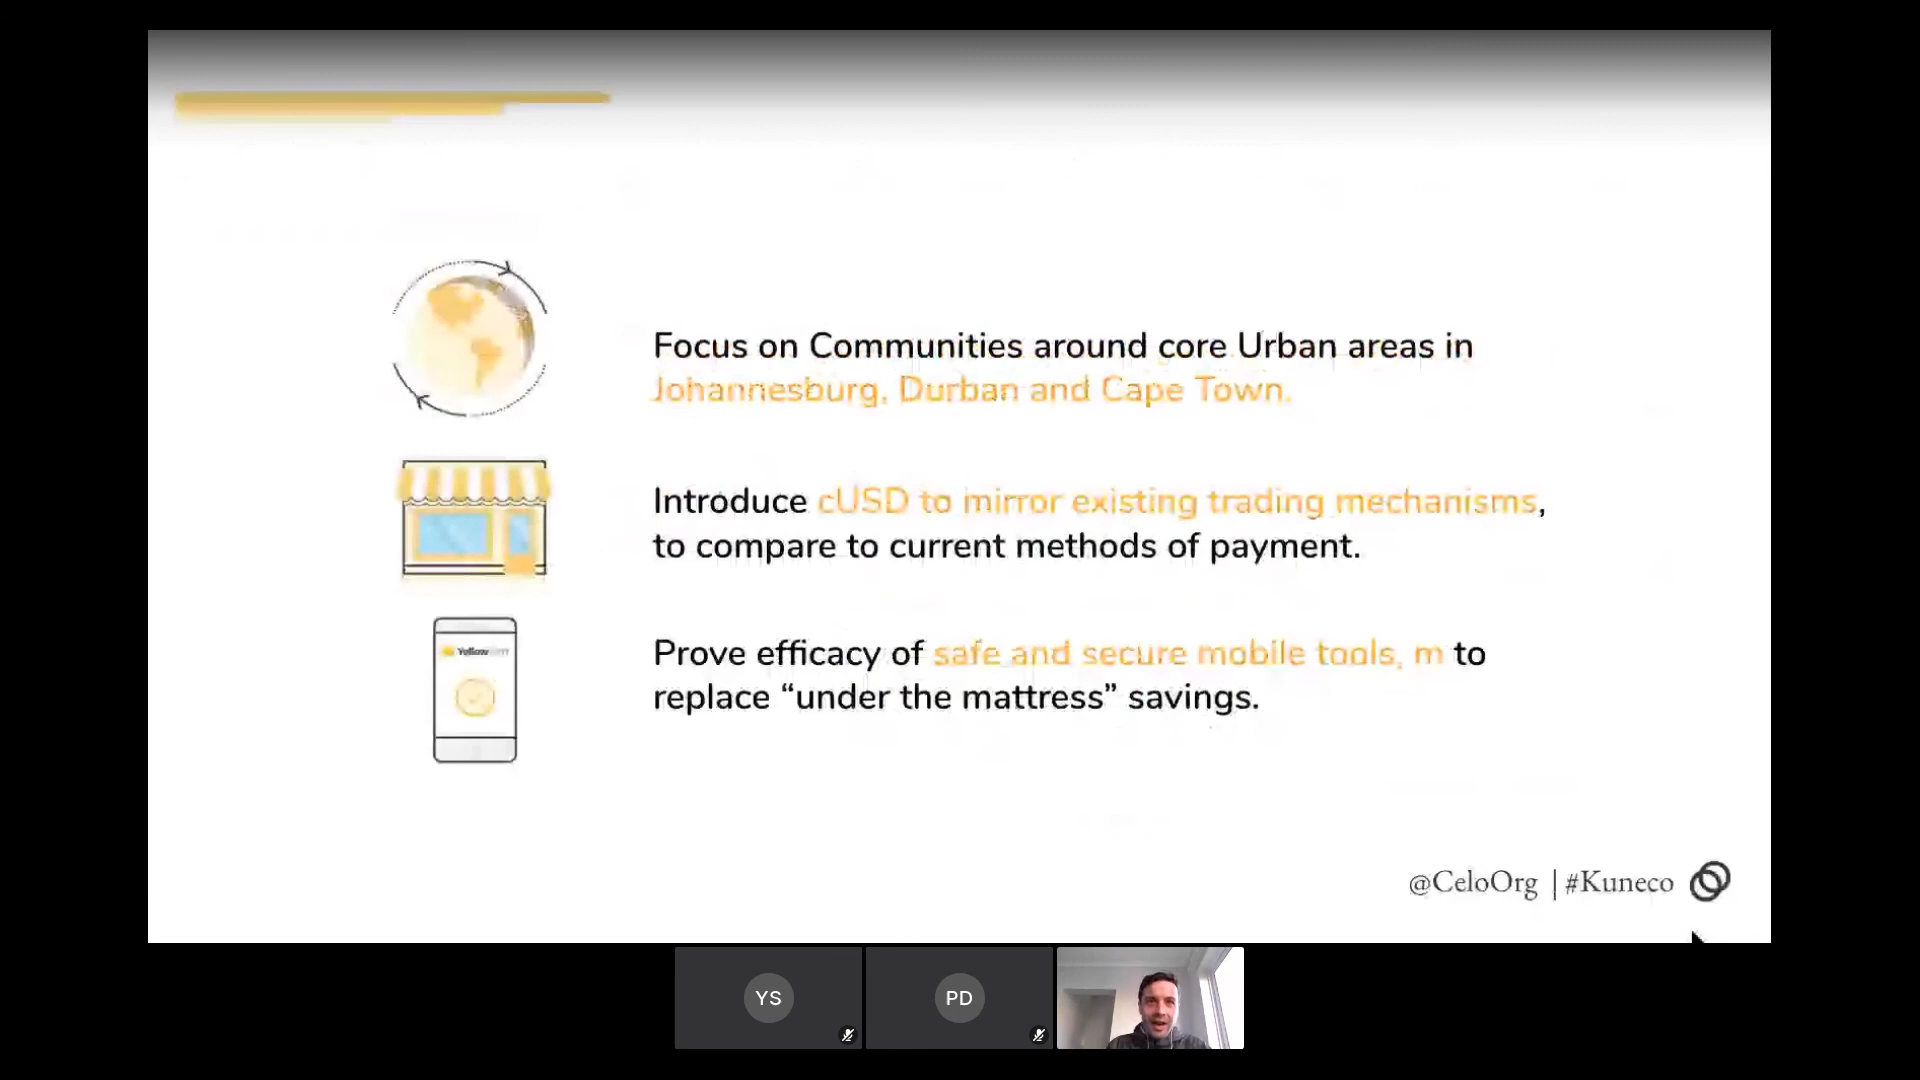 Focus on Communities around core Urban areas in
Johannesburg, Durban and Cape Town.
Introduce cUSD to mirror existing trading mechanisms,
to compare to current methods of payment.
Yellow
Prove efficacy of safe and secure mobile tools, m to
replace “under the mattress” savings.
@CeloOrg | #Kuneco
YS
PD